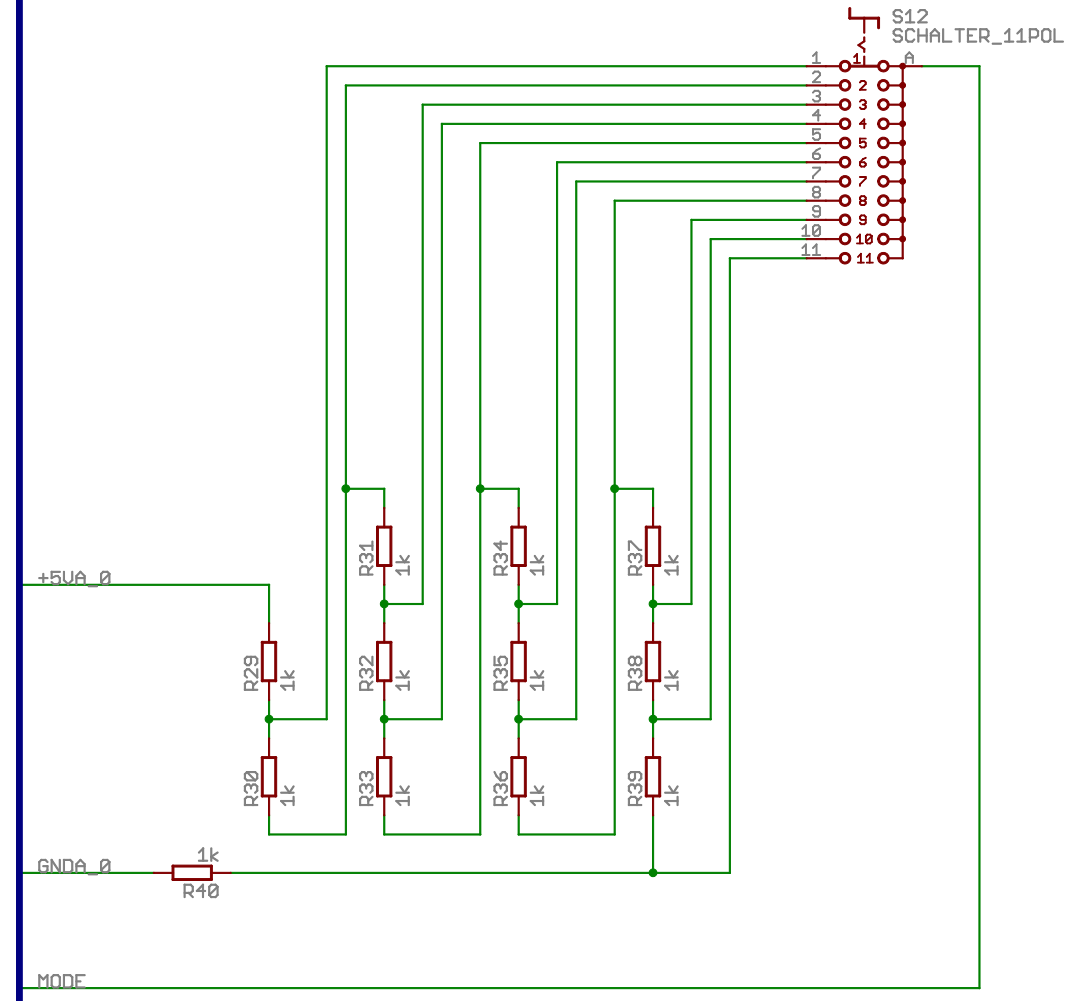 S12
SCHALTER_11POL
1 1 A
2 2
3 3
4 4
5 5
6 6
7 7
8 8
9 9
10 10
11 11
R31 1k
R34 1k
R37 1k
+5VA_0
R29 1k
R32 1k
R35 1k
R38 1k
R30 1k
R33 1k
R36 1k
R39 1k
GNDA_0
1k
R40
MODE